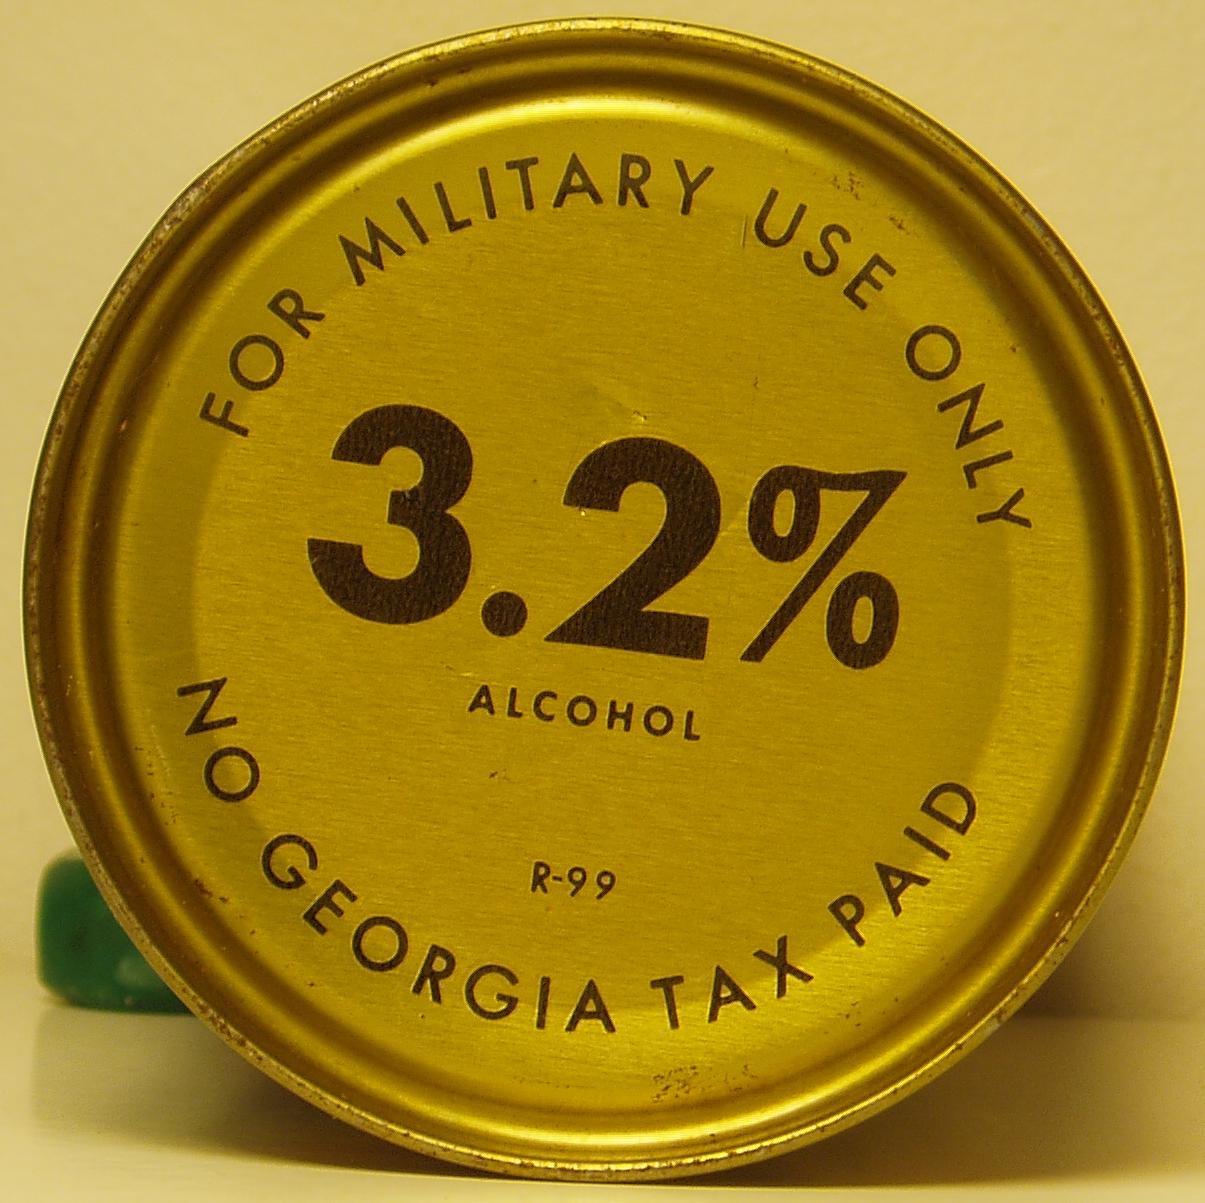 FOR MILITARY USE ONLY
3.2%
ALCOHOL
R-99
NO GEORGIA TAX PAID